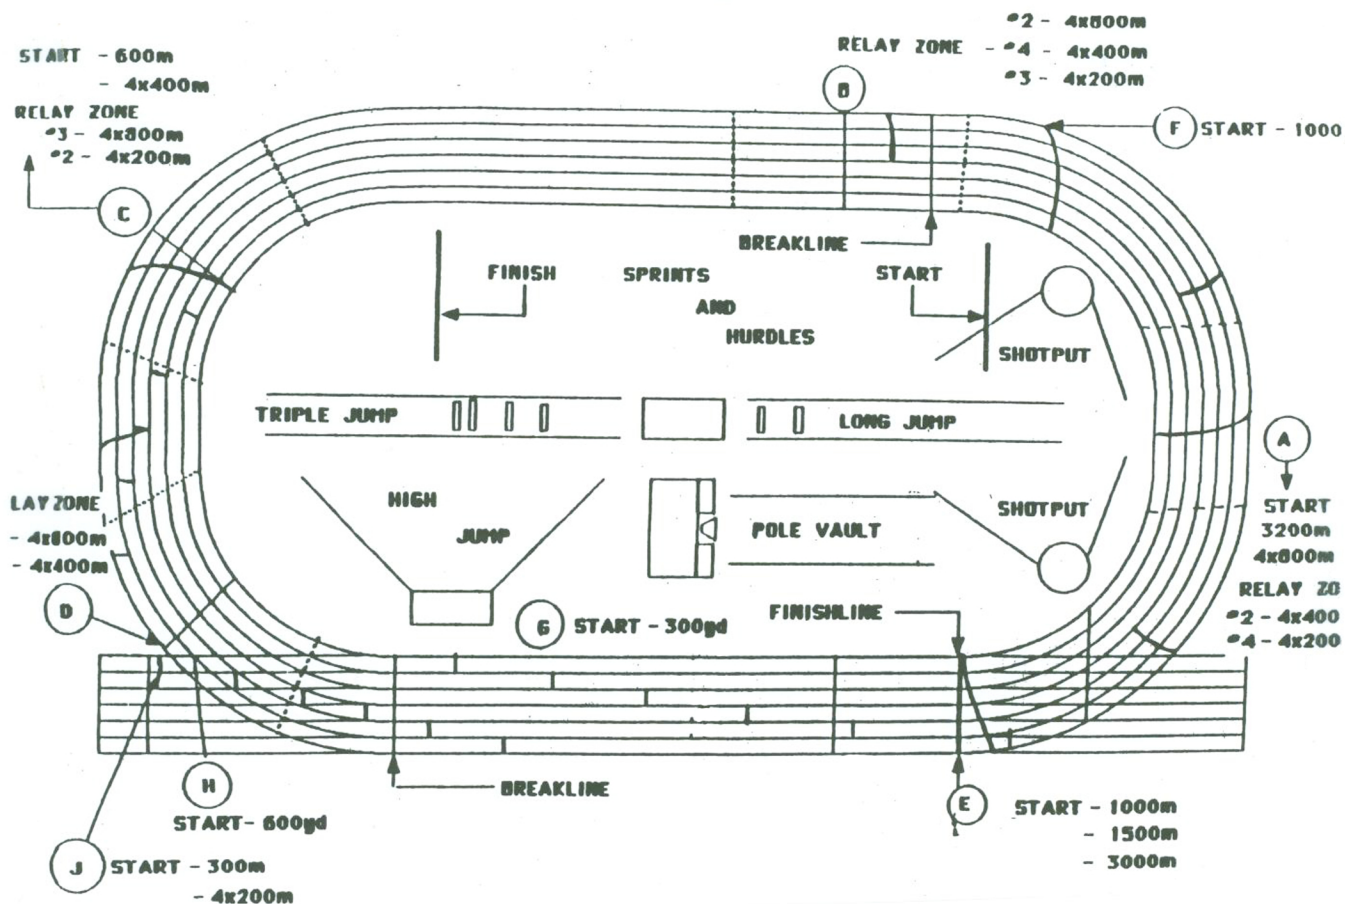 START - 600m
- 4x400m
RELAY ZONE
#3 - 4x800m
#2 - 4x200m
C
#2 - 4x800m
RELAY ZONE - #4 - 4x400m
#3 - 4x200m
B
F START - 1000
BREAKLINE
FINISH
SPRINTS
AND
HURDLES
START
SHOTPUT
TRIPLE JUMP
LONG JUMP
A
START
3200m
4x800m
RELAY ZO
#2 - 4x400
#4 - 4x200
HIGH
JUMP
POLE VAULT
SHOTPUT
LAY ZONE
- 4x800m
- 4x400m
D
G START - 300yd
FINISHLINE
H
START - 600yd
BREAKLINE
J START - 300m
- 4x200m
E START - 1000m
- 1500m
- 3000m